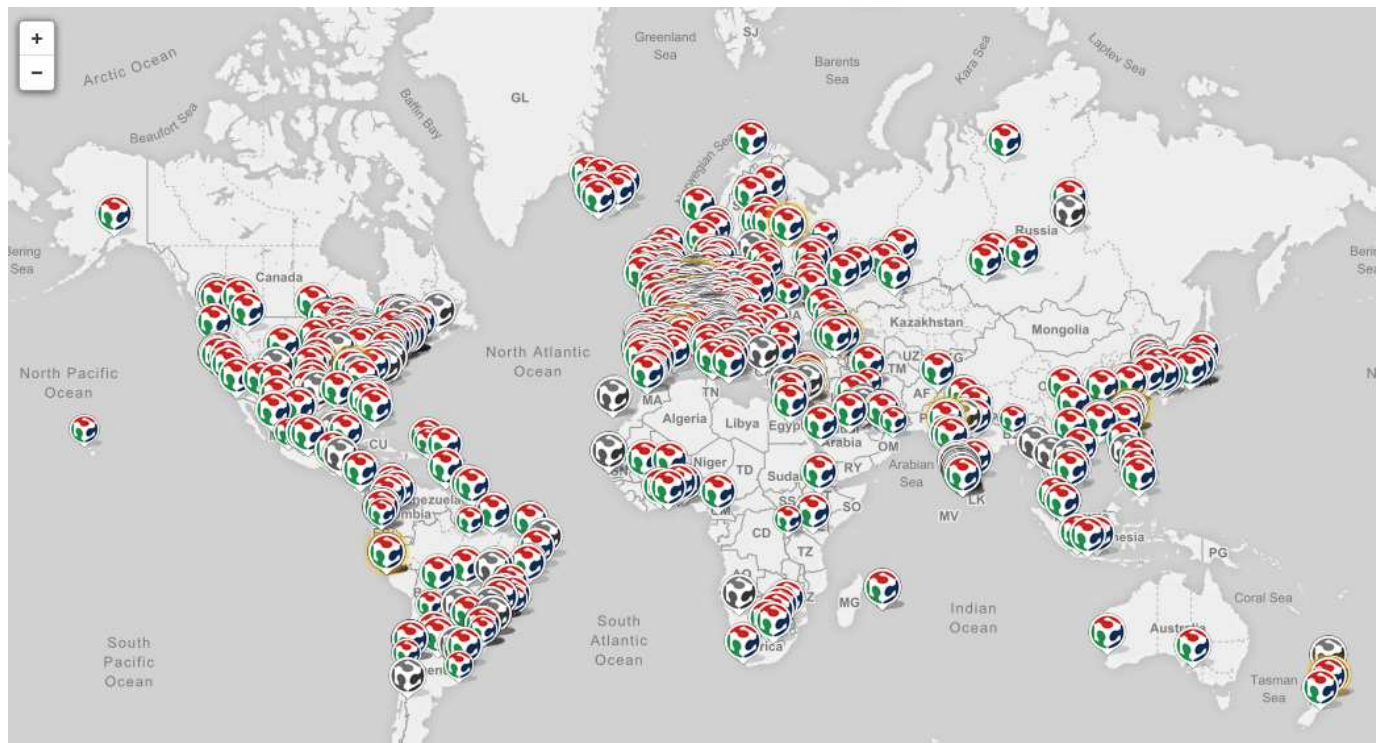 +
−
Arctic Ocean
Beaufort Sea
Baffin Bay
GL
Greenland
Sea
SJ
Barents
Sea
Kara Sea
Laptev Sea
Norwegian Sea
Bering
Sea
Canada
Russia
North Pacific
Ocean
North Atlantic
Ocean
Kazakhstan
Mongolia
UZ
TM
AF
TN
MA
Algeria
Libya
Egypt
Arabia
OM
CU
Niger
TD
Sudan
RY
Arabian
Sea
SN
SS
SO
LK
MV
CD
TZ
PG
AO
MG
Indian
Ocean
Coral Sea
South
Pacific
Ocean
South
Atlantic
Ocean
Australia
Tasman
Sea